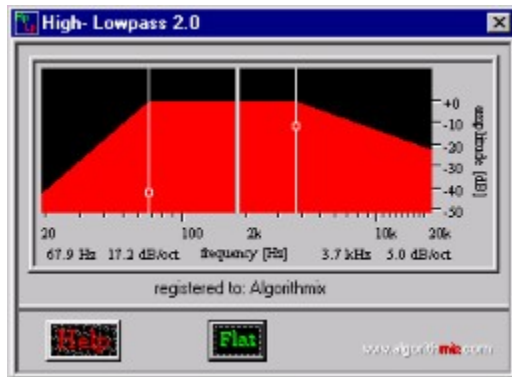 High- Lowpass 2.0
+0
-10
-20
-30
-40
-50
amplitude [dB]
20 100 2k 10k 20k
67.9 Hz 17.2 dB/oct frequency [Hz] 3.7 kHz 5.0 dB/oct
registered to: Algorithmix
Help Flat www.algorithmix.com